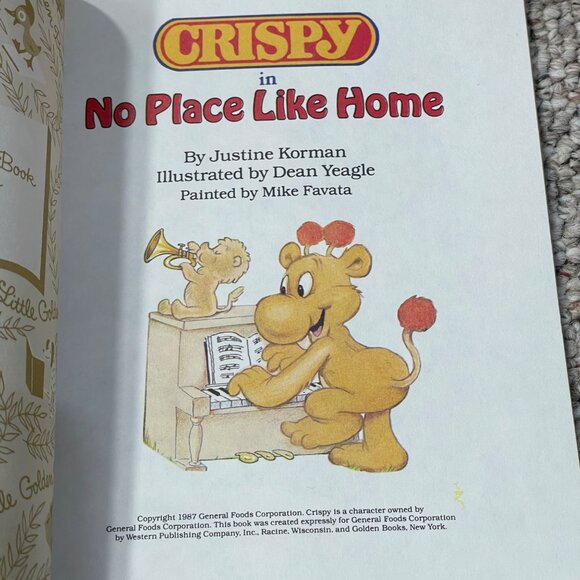 CRISPY
in
No Place Like Home
By Justine Korman
Illustrated by Dean Yeagle
Painted by Mike Favata
Copyright 1987 General Foods Corporation. Crispy is a character owned by
General Foods Corporation. This book was created expressly for General Foods Corporation
by Western Publishing Company, Inc., Racine, Wisconsin. and Golden Books, New York.
Book
Little Golde
le Golden